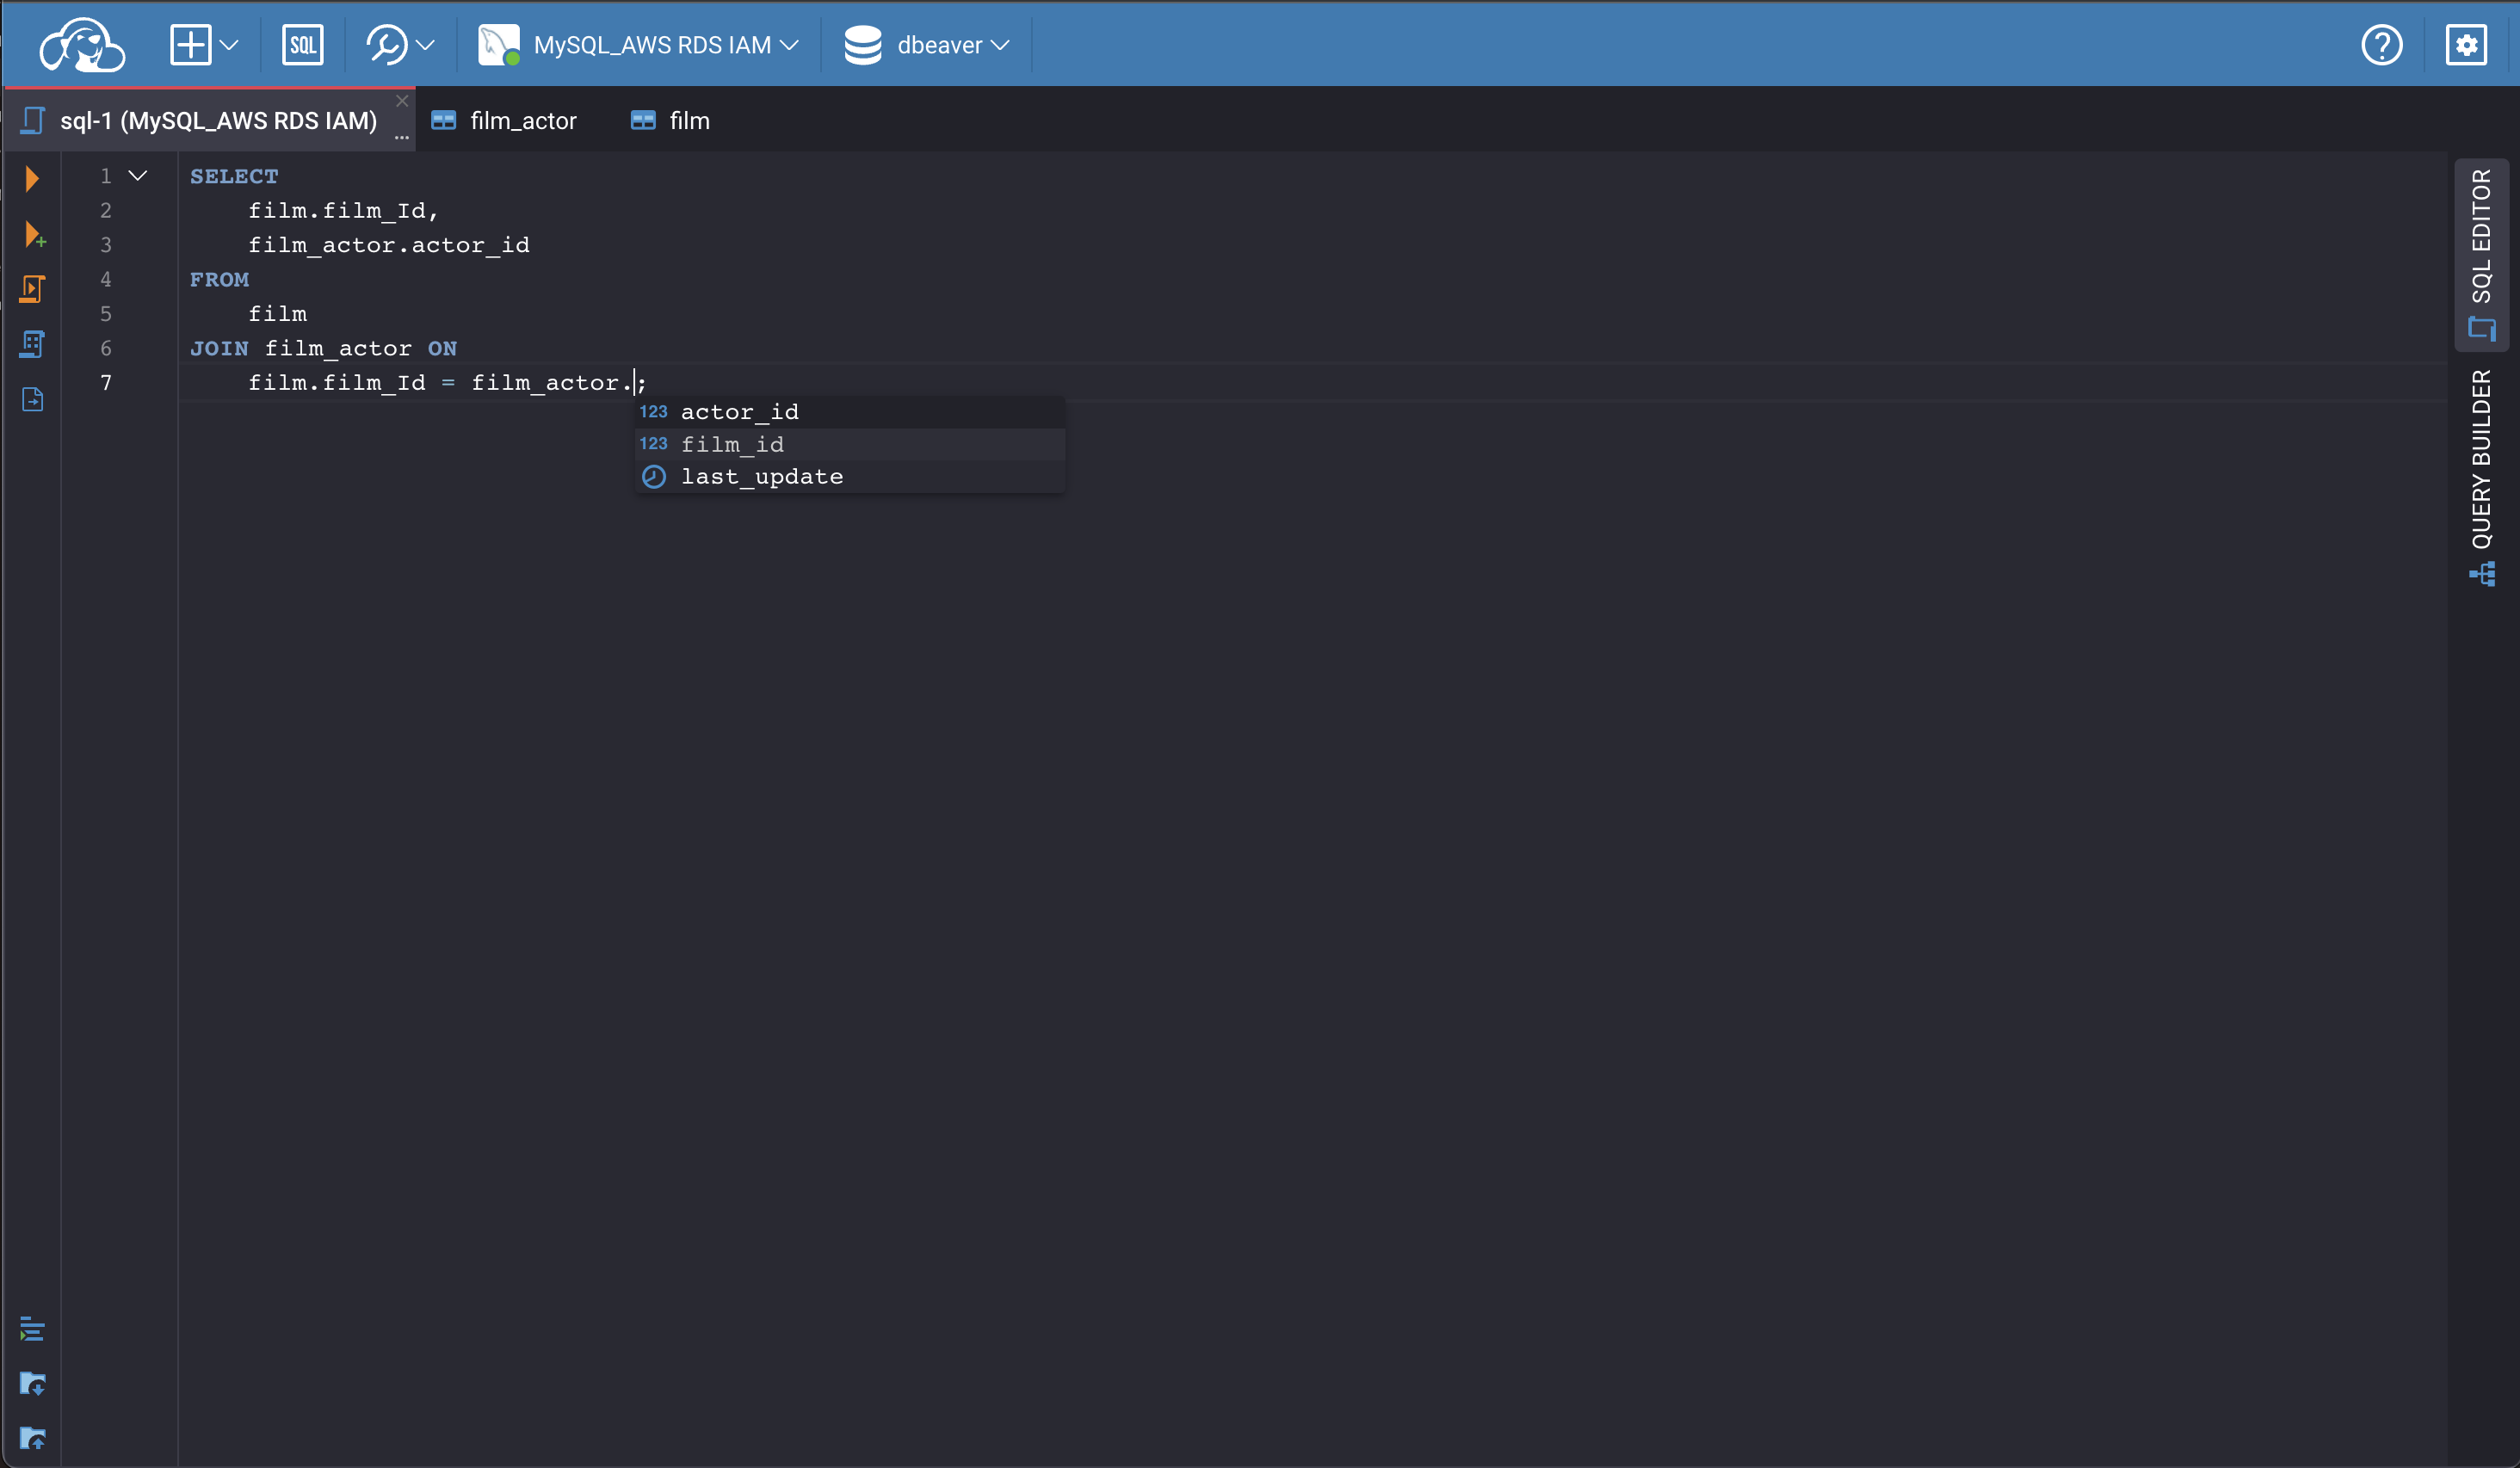 SQL MySQL_AWS RDS IAM dbeaver ?
sql-1 (MySQL_AWS RDS IAM) film_actor film
1 SELECT
2 film.film_Id,
3 film_actor.actor_id
4 FROM
5 film
6 JOIN film_actor ON
7 film.film_Id = film_actor.;
123 actor_id
123 film_id
last_update
SQL EDITOR
QUERY BUILDER